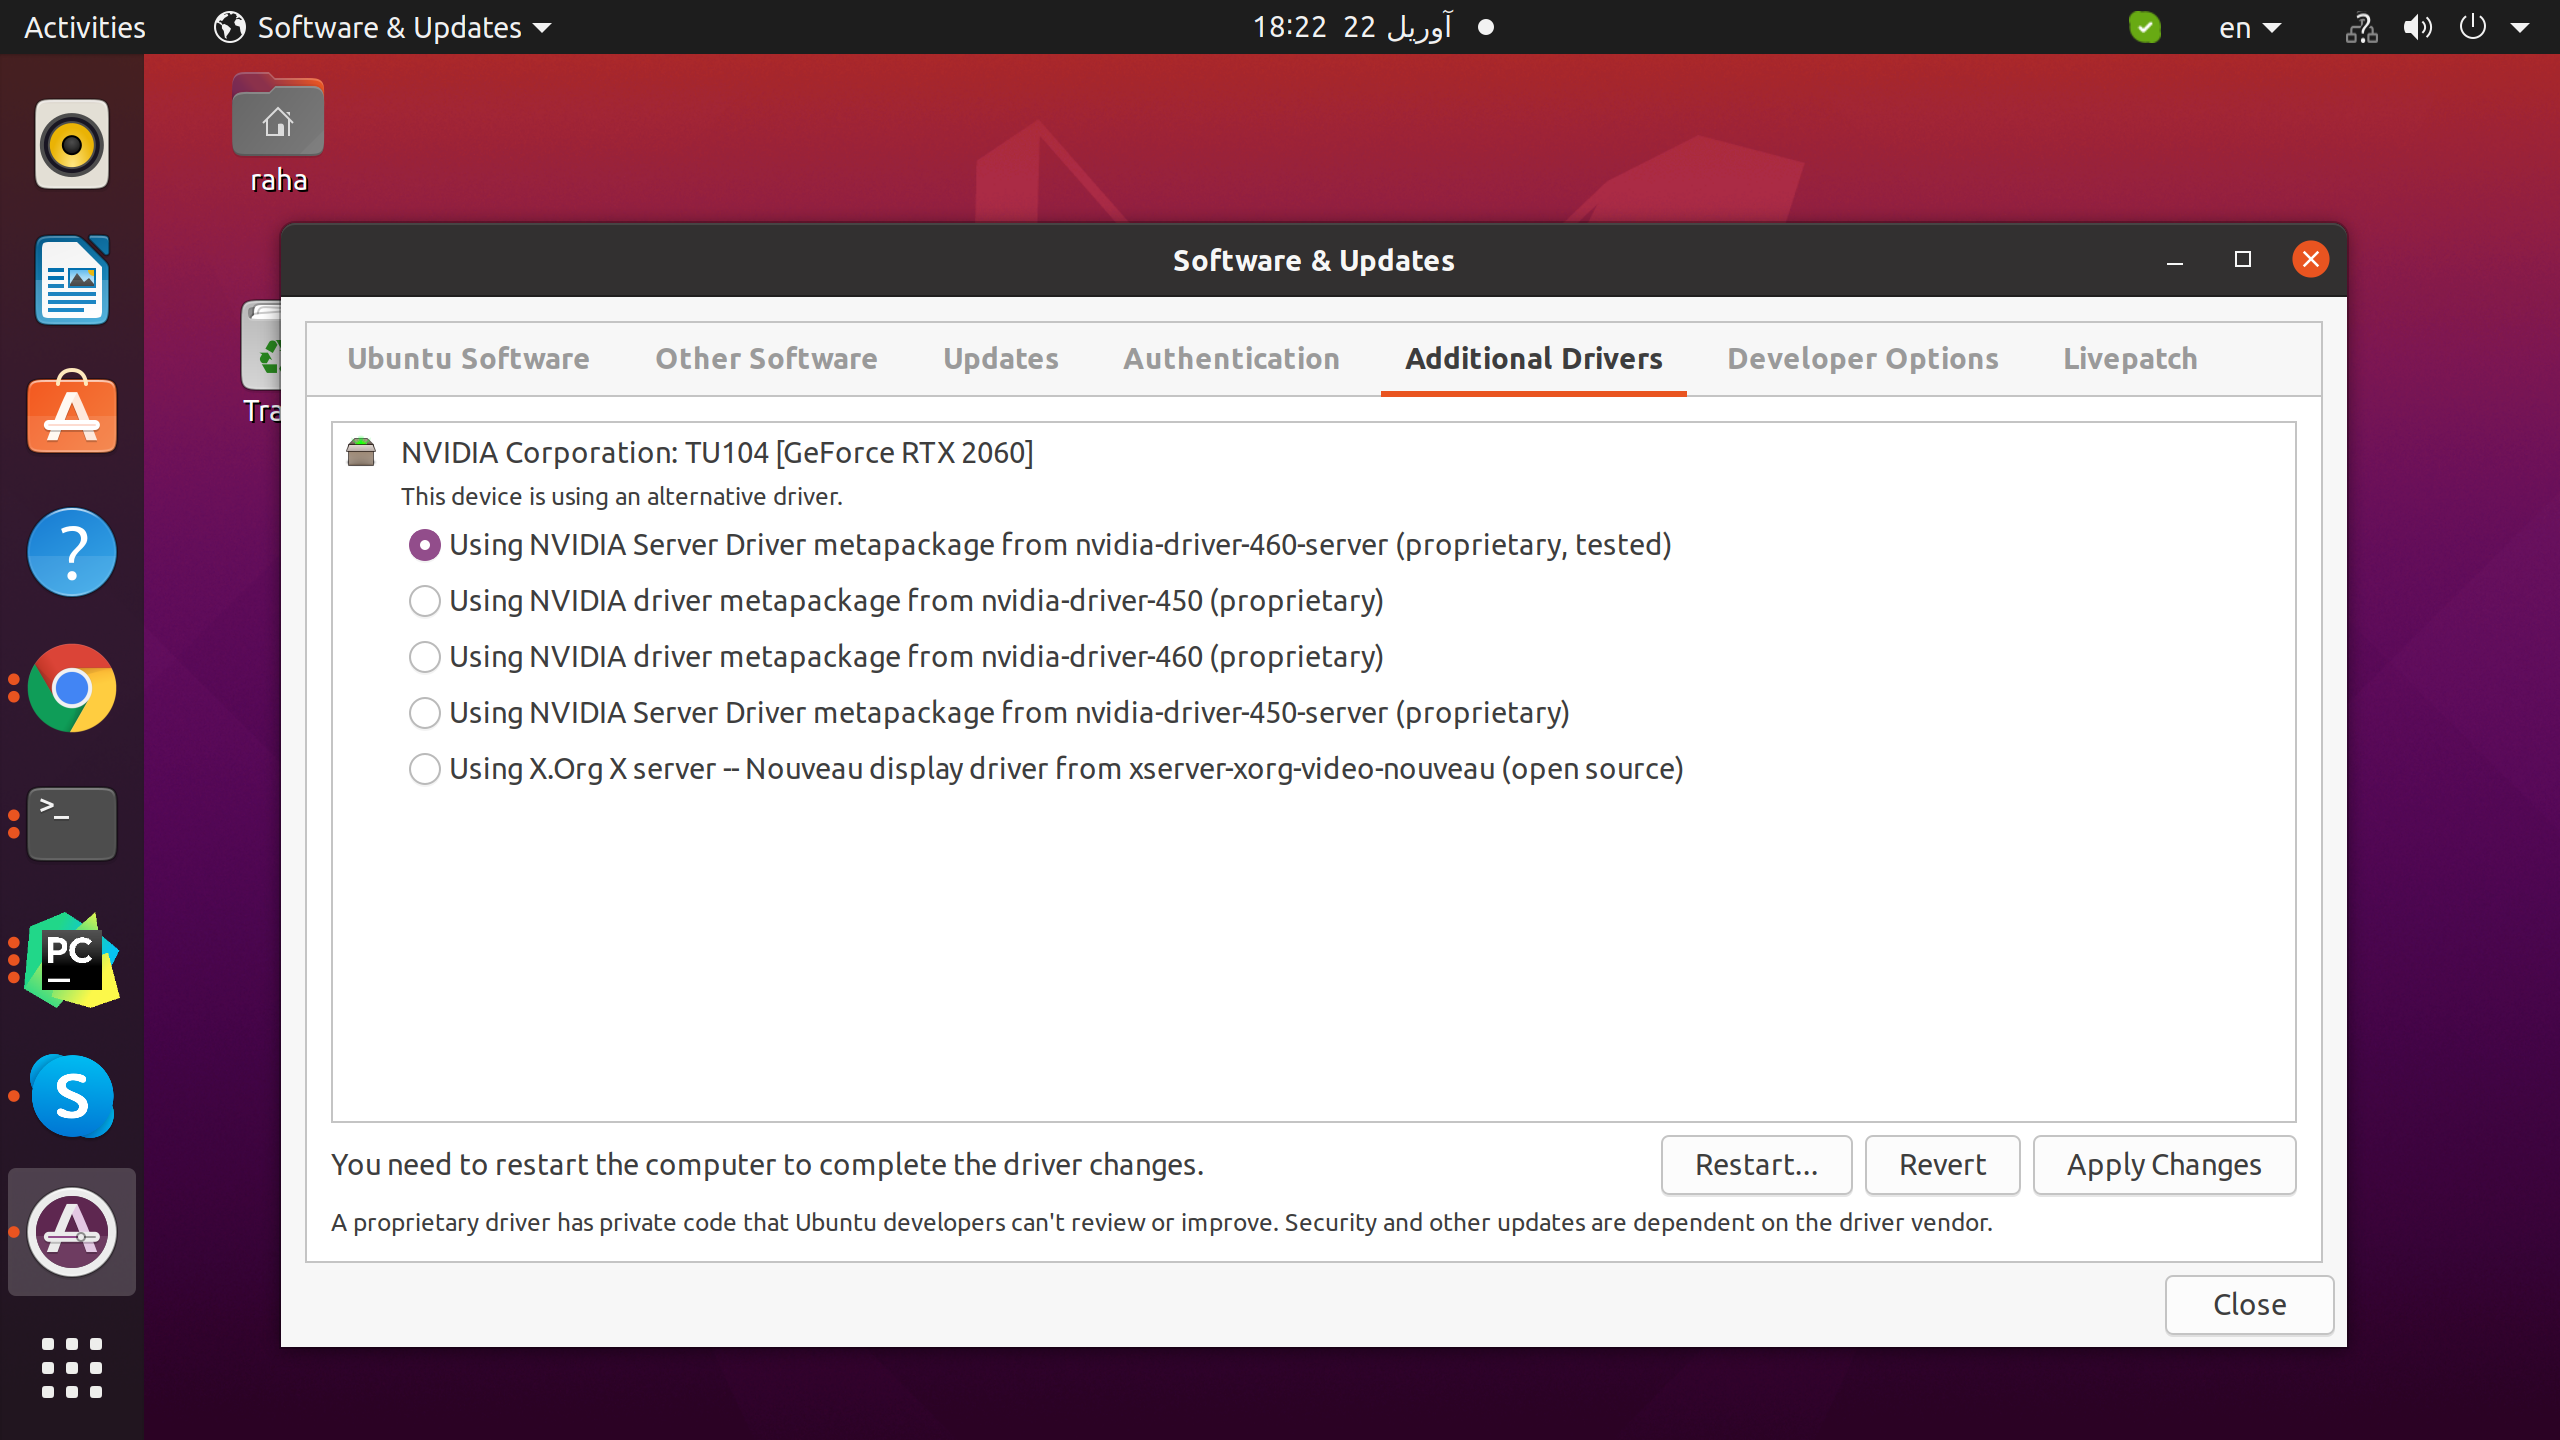 Activities
Software & Updates
18:22 22 آوریل
en
raha
Tra
Software & Updates
Ubuntu Software
Other Software
Updates
Authentication
Additional Drivers
Developer Options
Livepatch
NVIDIA Corporation: TU104 [GeForce RTX 2060]
This device is using an alternative driver.
Using NVIDIA Server Driver metapackage from nvidia-driver-460-server (proprietary, tested)
Using NVIDIA driver metapackage from nvidia-driver-450 (proprietary)
Using NVIDIA driver metapackage from nvidia-driver-460 (proprietary)
Using NVIDIA Server Driver metapackage from nvidia-driver-450-server (proprietary)
Using X.Org X server -- Nouveau display driver from xserver-xorg-video-nouveau (open source)
PC
S
You need to restart the computer to complete the driver changes.
Restart...
Revert
Apply Changes
A proprietary driver has private code that Ubuntu developers can't review or improve. Security and other updates are dependent on the driver vendor.
Close